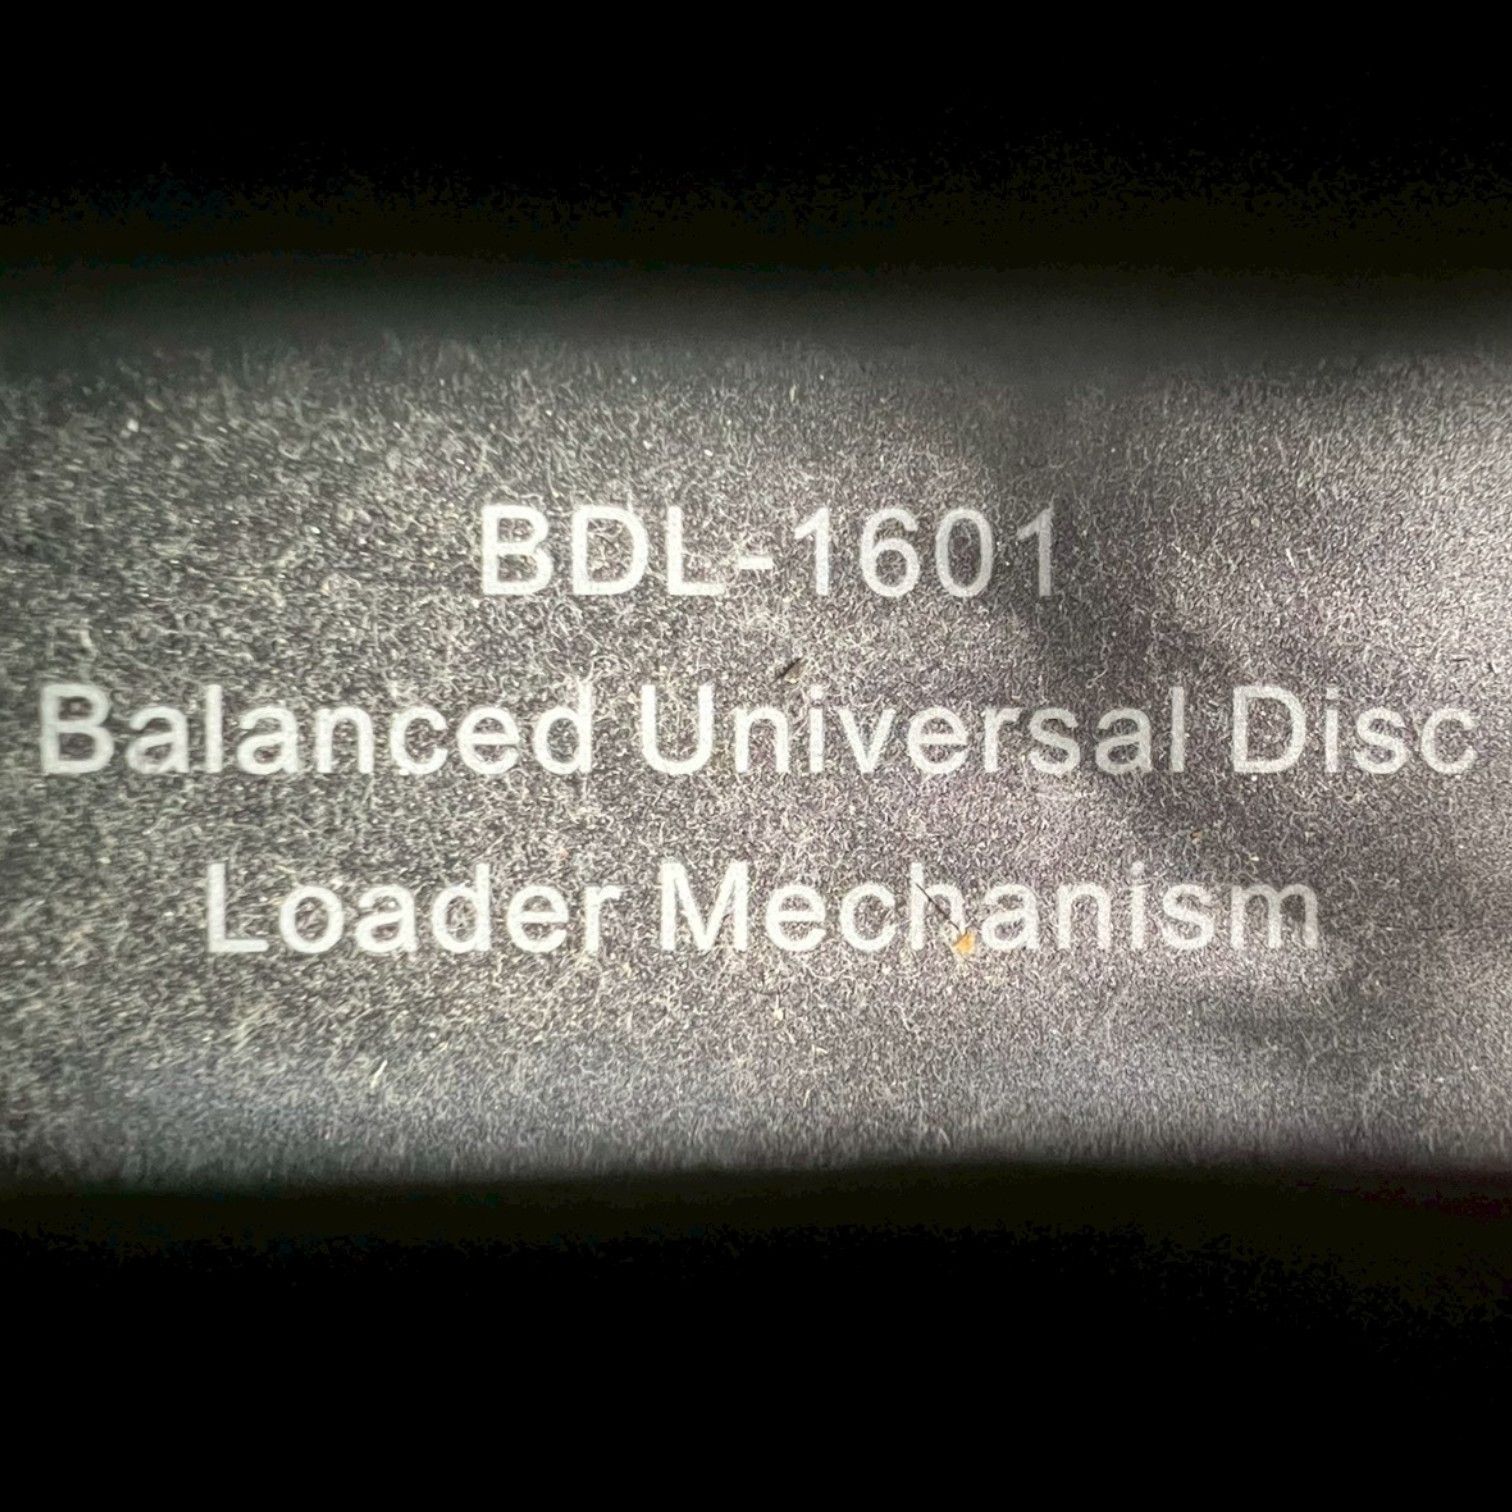 BDL-1601
Balanced Universal Disc
Loader Mechanism